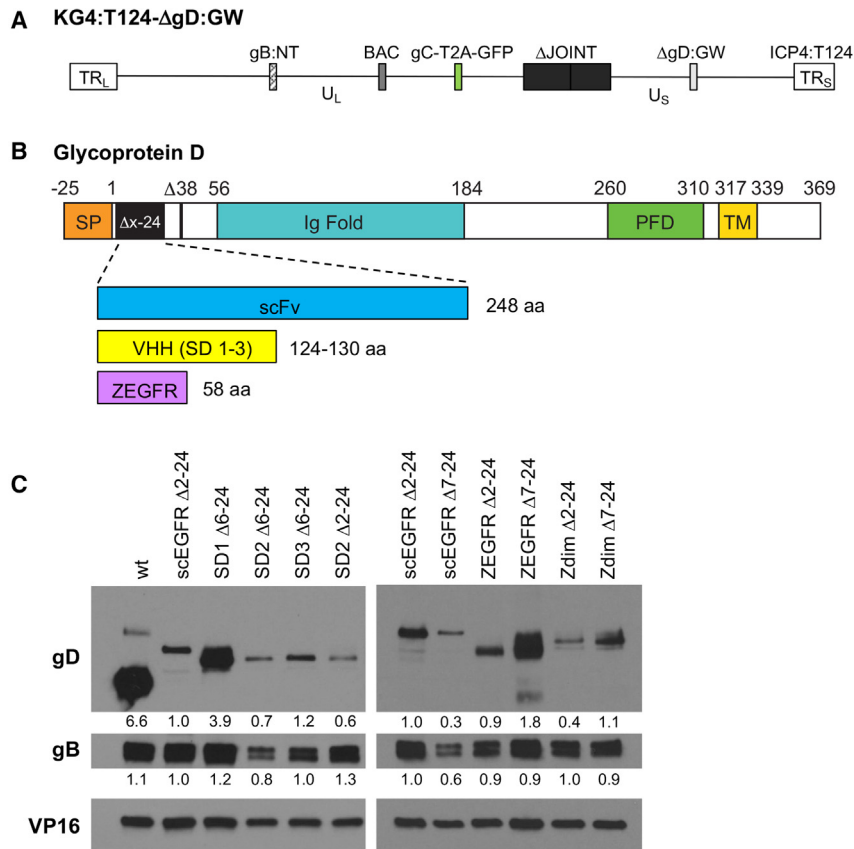 A KG4:T124-ΔgD:GW
gB:NT BAC gC-T2A-GFP ΔJOINT ΔgD:GW ICP4:T124
TRL TRS
UL US
B Glycoprotein D
-25 1 Δ38 56 184 260 310 317 339 369
SP Δx-24 Ig Fold PFD TM
scFv 248 aa
VHH (SD 1-3) 124-130 aa
ZEGFR 58 aa
C
wt scEGFR Δ2-24 SD1 Δ6-24 SD2 Δ6-24 SD3 Δ6-24 SD2 Δ2-24 scEGFR Δ2-24 scEGFR Δ7-24 ZEGFR Δ2-24 ZEGFR Δ7-24 Zdim Δ2-24 Zdim Δ7-24
gD
6.6 1.0 3.9 0.7 1.2 0.6 1.0 0.3 0.9 1.8 0.4 1.1
gB
1.1 1.0 1.2 0.8 1.0 1.3 1.0 0.6 0.9 0.9 1.0 0.9
VP16